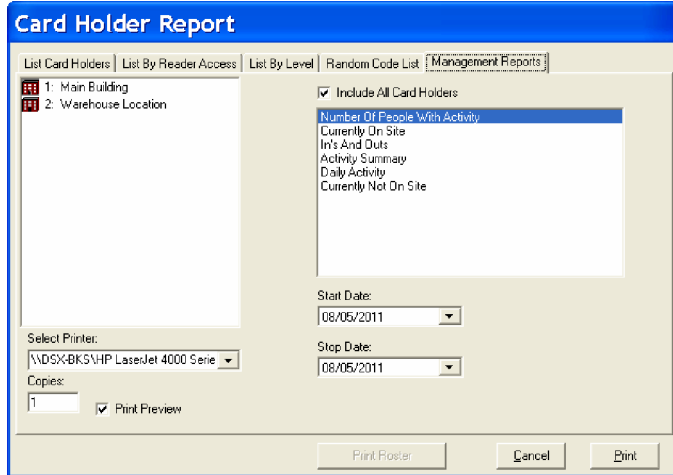 Card Holder Report
List Card Holders List By Reader Access List By Level Random Code List Management Reports
1: Main Building
2: Warehouse Location
Include All Card Holders
Number Of People With Activity
Currently On Site
In's And Outs
Activity Summary
Daily Activity
Currently Not On Site
Start Date:
08/05/2011
Stop Date:
08/05/2011
Select Printer:
\\DSX-BKS\HP LaserJet 4000 Serie
Copies:
1
Print Preview
Print Roster Cancel Print